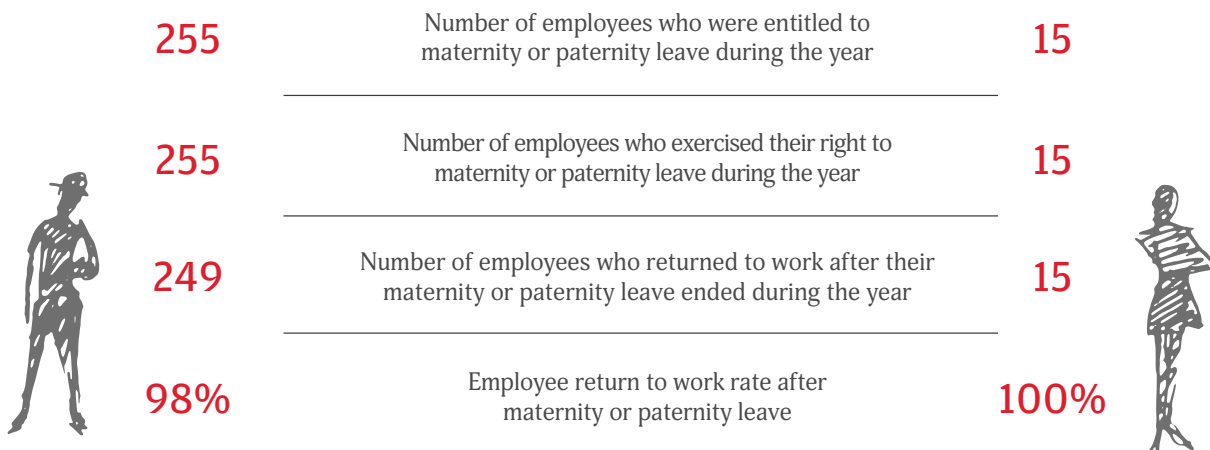 255
Number of employees who were entitled to
maternity or paternity leave during the year
15
255
Number of employees who exercised their right to
maternity or paternity leave during the year
15
249
Number of employees who returned to work after their
maternity or paternity leave ended during the year
15
98%
Employee return to work rate after
maternity or paternity leave
100%